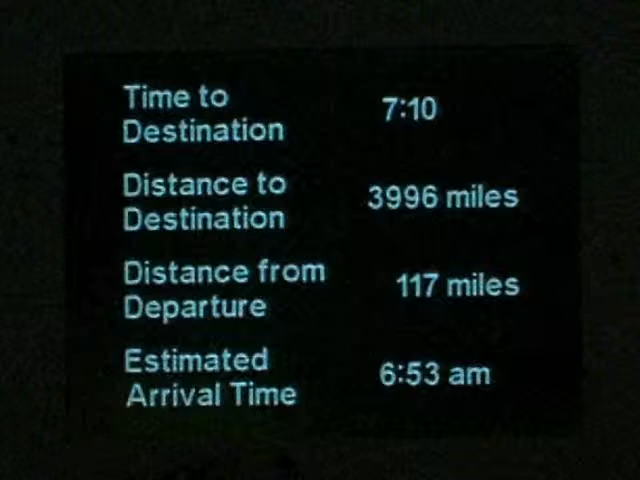 Time to
Destination 7:10
Distance to
Destination 3996 miles
Distance from
Departure 117 miles
Estimated
Arrival Time 6:53 am